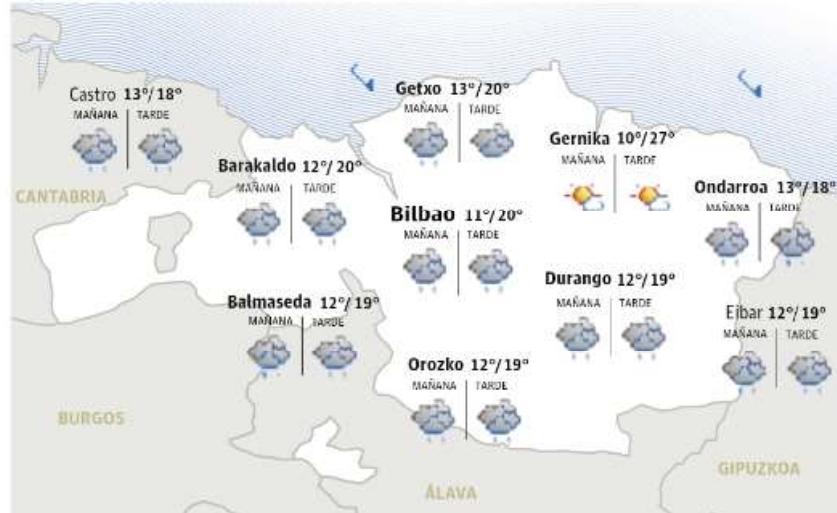 Castro 13°/18°
MAÑANA TARDE
Getxo 13°/20°
MAÑANA TARDE
Gernika 10°/27°
MAÑANA TARDE
Barakaldo 12°/20°
MAÑANA TARDE
CANTABRIA
Ondarroa 13°/18°
MAÑANA TARDE
Bilbao 11°/20°
MAÑANA TARDE
Durango 12°/19°
MAÑANA TARDE
Balmaseda 12°/19°
MAÑANA TARDE
Eibar 12°/19°
MAÑANA TARDE
Orozko 12°/19°
MAÑANA TARDE
BURGOS
GIPUZKOA
ÁLAVA